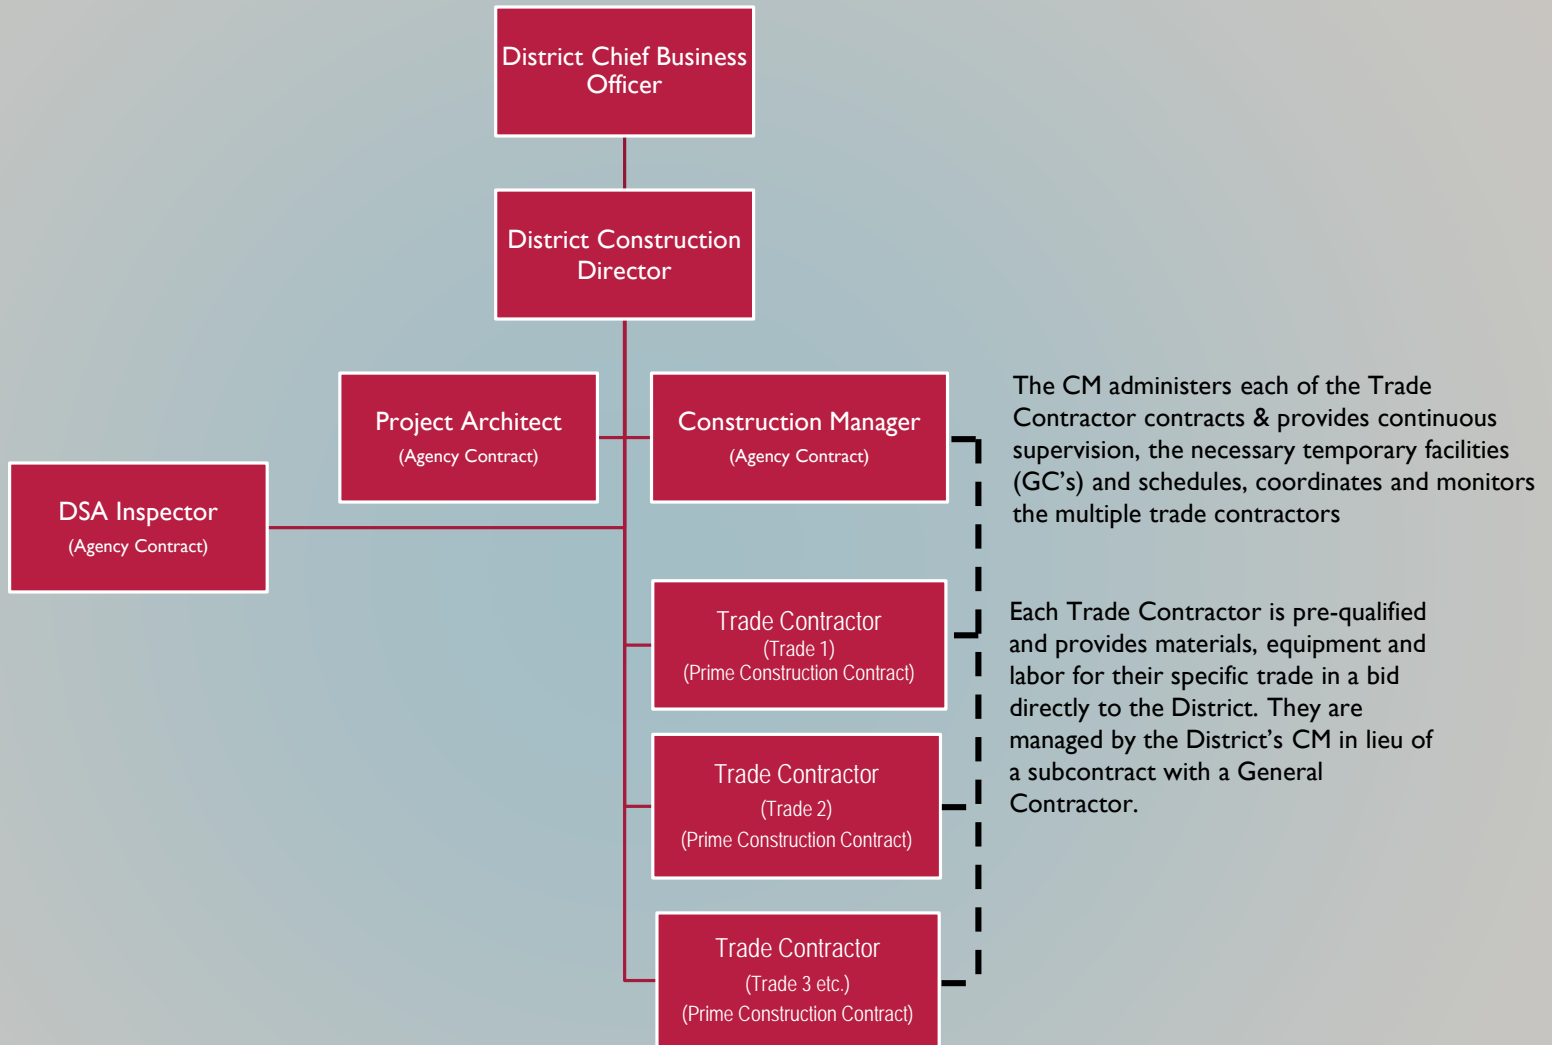 District Chief Business
Officer
District Construction
Director
Project Architect
(Agency Contract)
Construction Manager
(Agency Contract)
The CM administers each of the Trade
Contractor contracts & provides continuous
supervision, the necessary temporary facilities
(GC's) and schedules, coordinates and monitors
the multiple trade contractors
DSA Inspector
(Agency Contract)
Trade Contractor
(Trade 1)
(Prime Construction Contract)
Each Trade Contractor is pre-qualified
and provides materials, equipment and
labor for their specific trade in a bid
directly to the District. They are
managed by the District's CM in lieu of
a subcontract with a General
Contractor.
Trade Contractor
(Trade 2)
(Prime Construction Contract)
Trade Contractor
(Trade 3 etc.)
(Prime Construction Contract)